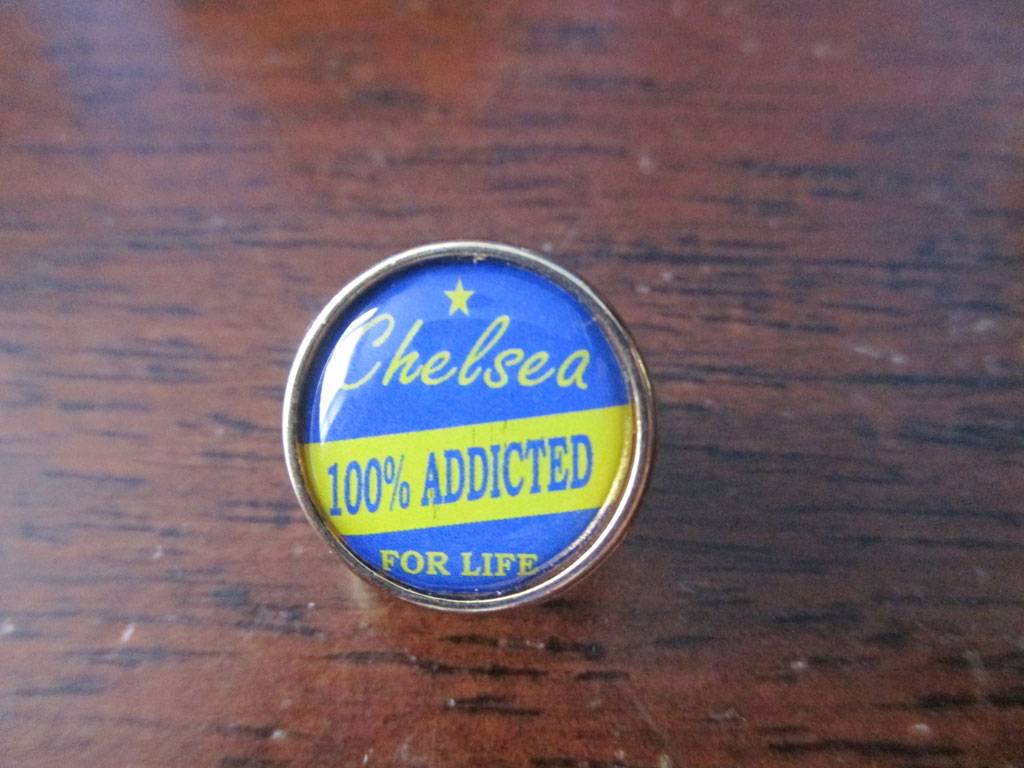 Chelsea
100% ADDICTED
FOR LIFE